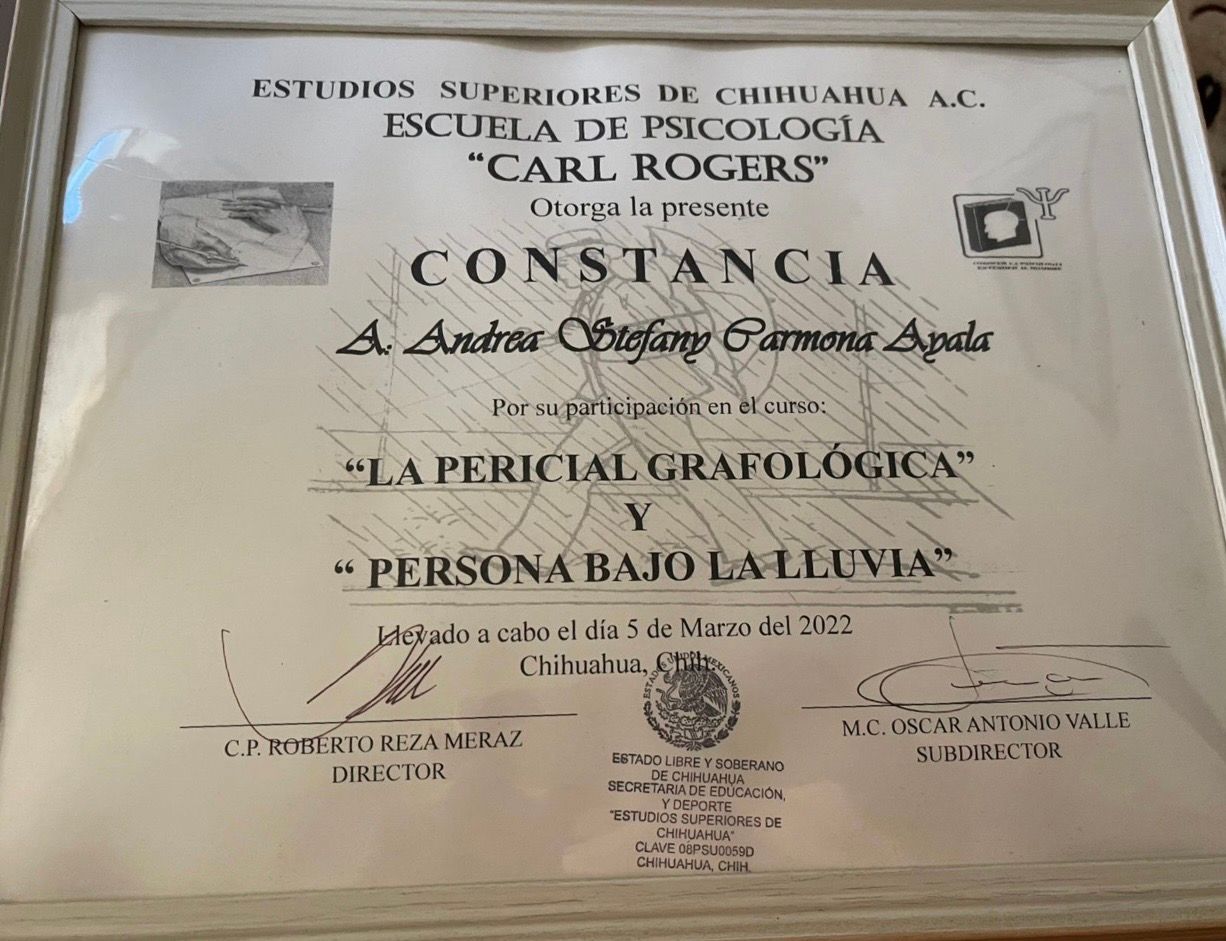 ESTUDIOS SUPERIORES DE CHIHUAHUA A.C.
ESCUELA DE PSICOLOGÍA
“CARL ROGERS”
Otorga la presente
CONSTANCIA
A. Andrea Stefany Carmona Ayala
Por su participación en el curso:
“LA PERICIAL GRAFOLÓGICA”
Y
“ PERSONA BAJO LA LLUVIA”
Llevado a cabo el día 5 de Marzo del 2022
Chihuahua, Chih.
C.P. ROBERTO REZA MERAZ
DIRECTOR
ESTADOS UNIDOS MEXICANOS
ESTADO LIBRE Y SOBERANO
DE CHIHUAHUA
SECRETARIA DE EDUCACIÓN,
Y DEPORTE
"ESTUDIOS SUPERIORES DE
CHIHUAHUA"
CLAVE 08PSU0059D
CHIHUAHUA, CHIH.
M.C. OSCAR ANTONIO VALLE
SUBDIRECTOR